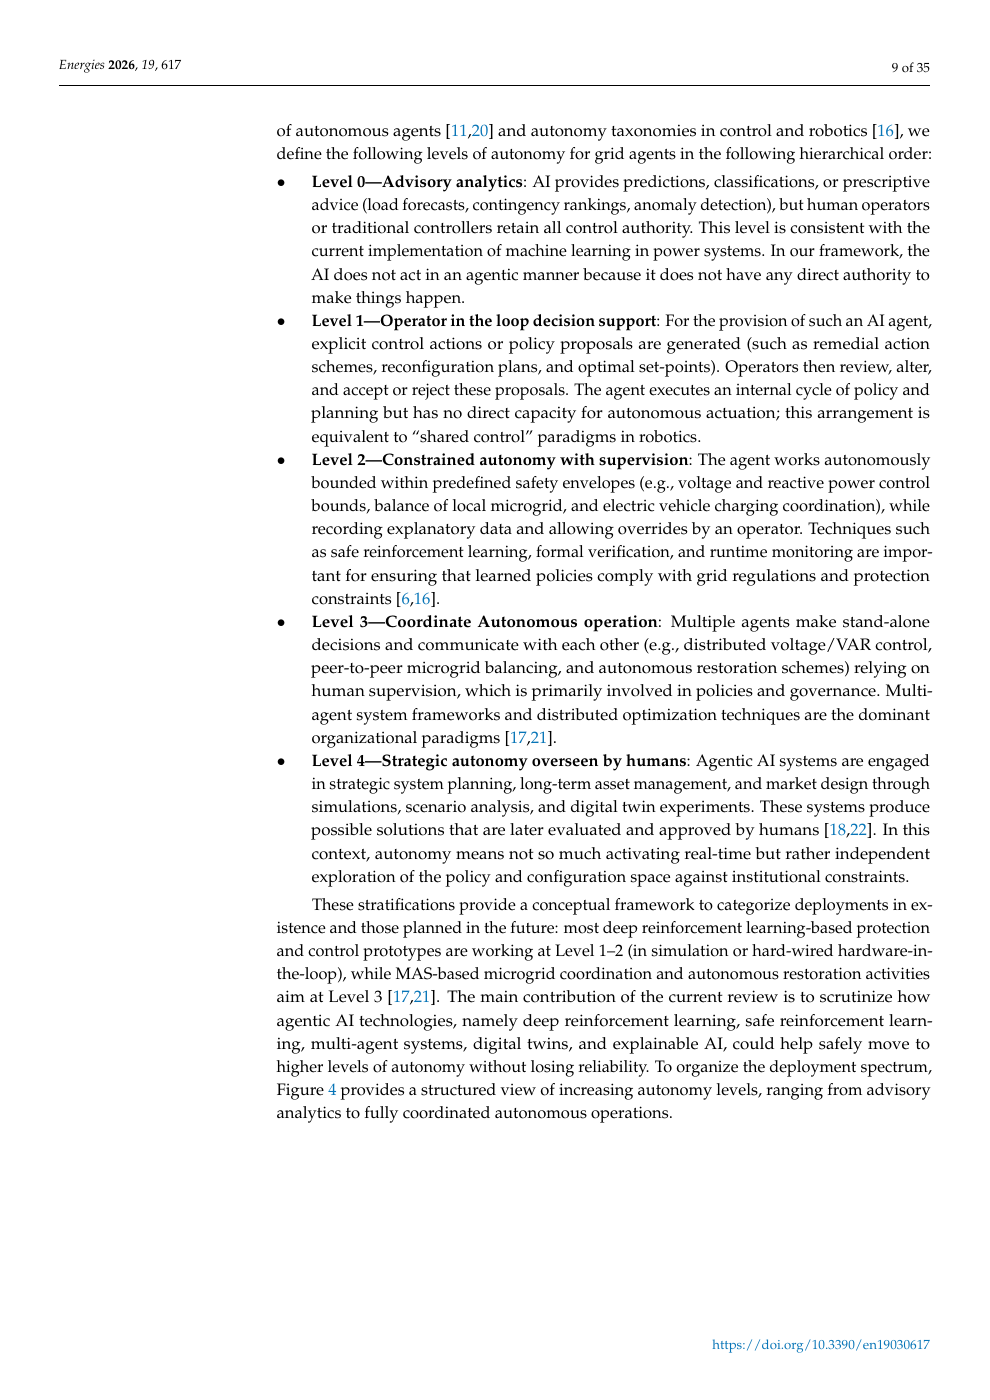 Energies 2026, 19, 617
9 of 35
of autonomous agents [11,20] and autonomy taxonomies in control and robotics [16], we
define the following levels of autonomy for grid agents in the following hierarchical order:
• Level 0—Advisory analytics: AI provides predictions, classifications, or prescriptive
advice (load forecasts, contingency rankings, anomaly detection), but human operators
or traditional controllers retain all control authority. This level is consistent with the
current implementation of machine learning in power systems. In our framework, the
AI does not act in an agentic manner because it does not have any direct authority to
make things happen.
• Level 1—Operator in the loop decision support: For the provision of such an AI agent,
explicit control actions or policy proposals are generated (such as remedial action
schemes, reconfiguration plans, and optimal set-points). Operators then review, alter,
and accept or reject these proposals. The agent executes an internal cycle of policy and
planning but has no direct capacity for autonomous actuation; this arrangement is
equivalent to “shared control” paradigms in robotics.
• Level 2—Constrained autonomy with supervision: The agent works autonomously
bounded within predefined safety envelopes (e.g., voltage and reactive power control
bounds, balance of local microgrid, and electric vehicle charging coordination), while
recording explanatory data and allowing overrides by an operator. Techniques such
as safe reinforcement learning, formal verification, and runtime monitoring are impor-
tant for ensuring that learned policies comply with grid regulations and protection
constraints [6,16].
• Level 3—Coordinate Autonomous operation: Multiple agents make stand-alone
decisions and communicate with each other (e.g., distributed voltage/VAR control,
peer-to-peer microgrid balancing, and autonomous restoration schemes) relying on
human supervision, which is primarily involved in policies and governance. Multi-
agent system frameworks and distributed optimization techniques are the dominant
organizational paradigms [17,21].
• Level 4—Strategic autonomy overseen by humans: Agentic AI systems are engaged
in strategic system planning, long-term asset management, and market design through
simulations, scenario analysis, and digital twin experiments. These systems produce
possible solutions that are later evaluated and approved by humans [18,22]. In this
context, autonomy means not so much activating real-time but rather independent
exploration of the policy and configuration space against institutional constraints.
These stratifications provide a conceptual framework to categorize deployments in ex-
istence and those planned in the future: most deep reinforcement learning-based protection
and control prototypes are working at Level 1–2 (in simulation or hard-wired hardware-in-
the-loop), while MAS-based microgrid coordination and autonomous restoration activities
aim at Level 3 [17,21]. The main contribution of the current review is to scrutinize how
agentic AI technologies, namely deep reinforcement learning, safe reinforcement learn-
ing, multi-agent systems, digital twins, and explainable AI, could help safely move to
higher levels of autonomy without losing reliability. To organize the deployment spectrum,
Figure 4 provides a structured view of increasing autonomy levels, ranging from advisory
analytics to fully coordinated autonomous operations.
https://doi.org/10.3390/en19030617